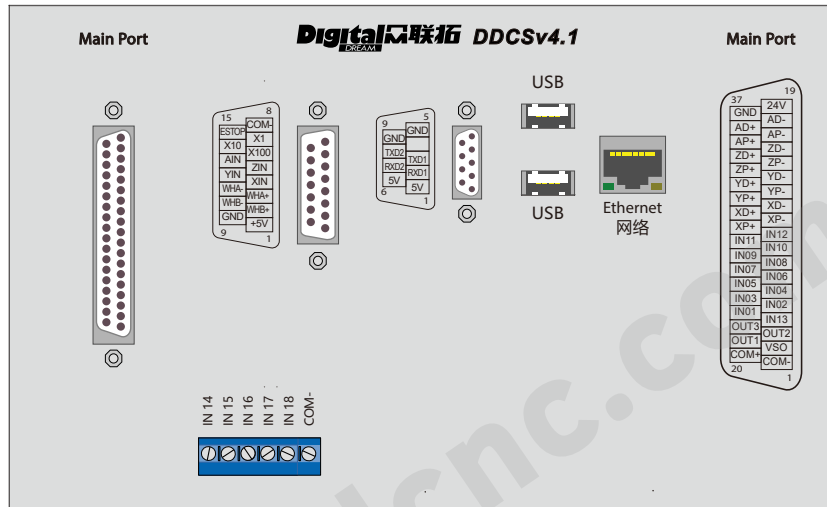 Main Port
Digital众联拓 DDCSv4.1
DREAM
Main Port
USB
USB
Ethernet
网络
15
8
ESTOP
COM-
X10
X1
AIN
X100
YIN
ZIN
WHA-
XIN
WHB-
WHA+
GND
WHB+
+5V
9
1
9
5
GND
GND
TXD2
TXD1
RXD2
RXD1
5V
5V
6
1
37
19
GND
24V
AD+
AD-
AP+
AP-
ZD+
ZD-
ZP+
ZP-
YD+
YD-
YP+
YP-
XD+
XD-
XP+
XP-
IN11
IN12
IN09
IN10
IN07
IN08
IN05
IN06
IN03
IN04
IN01
IN02
OUT3
IN13
OUT1
OUT2
COM+
VSO
COM-
20
1
IN 14
IN 15
IN 16
IN 17
IN 18
COM-
dcnc.com